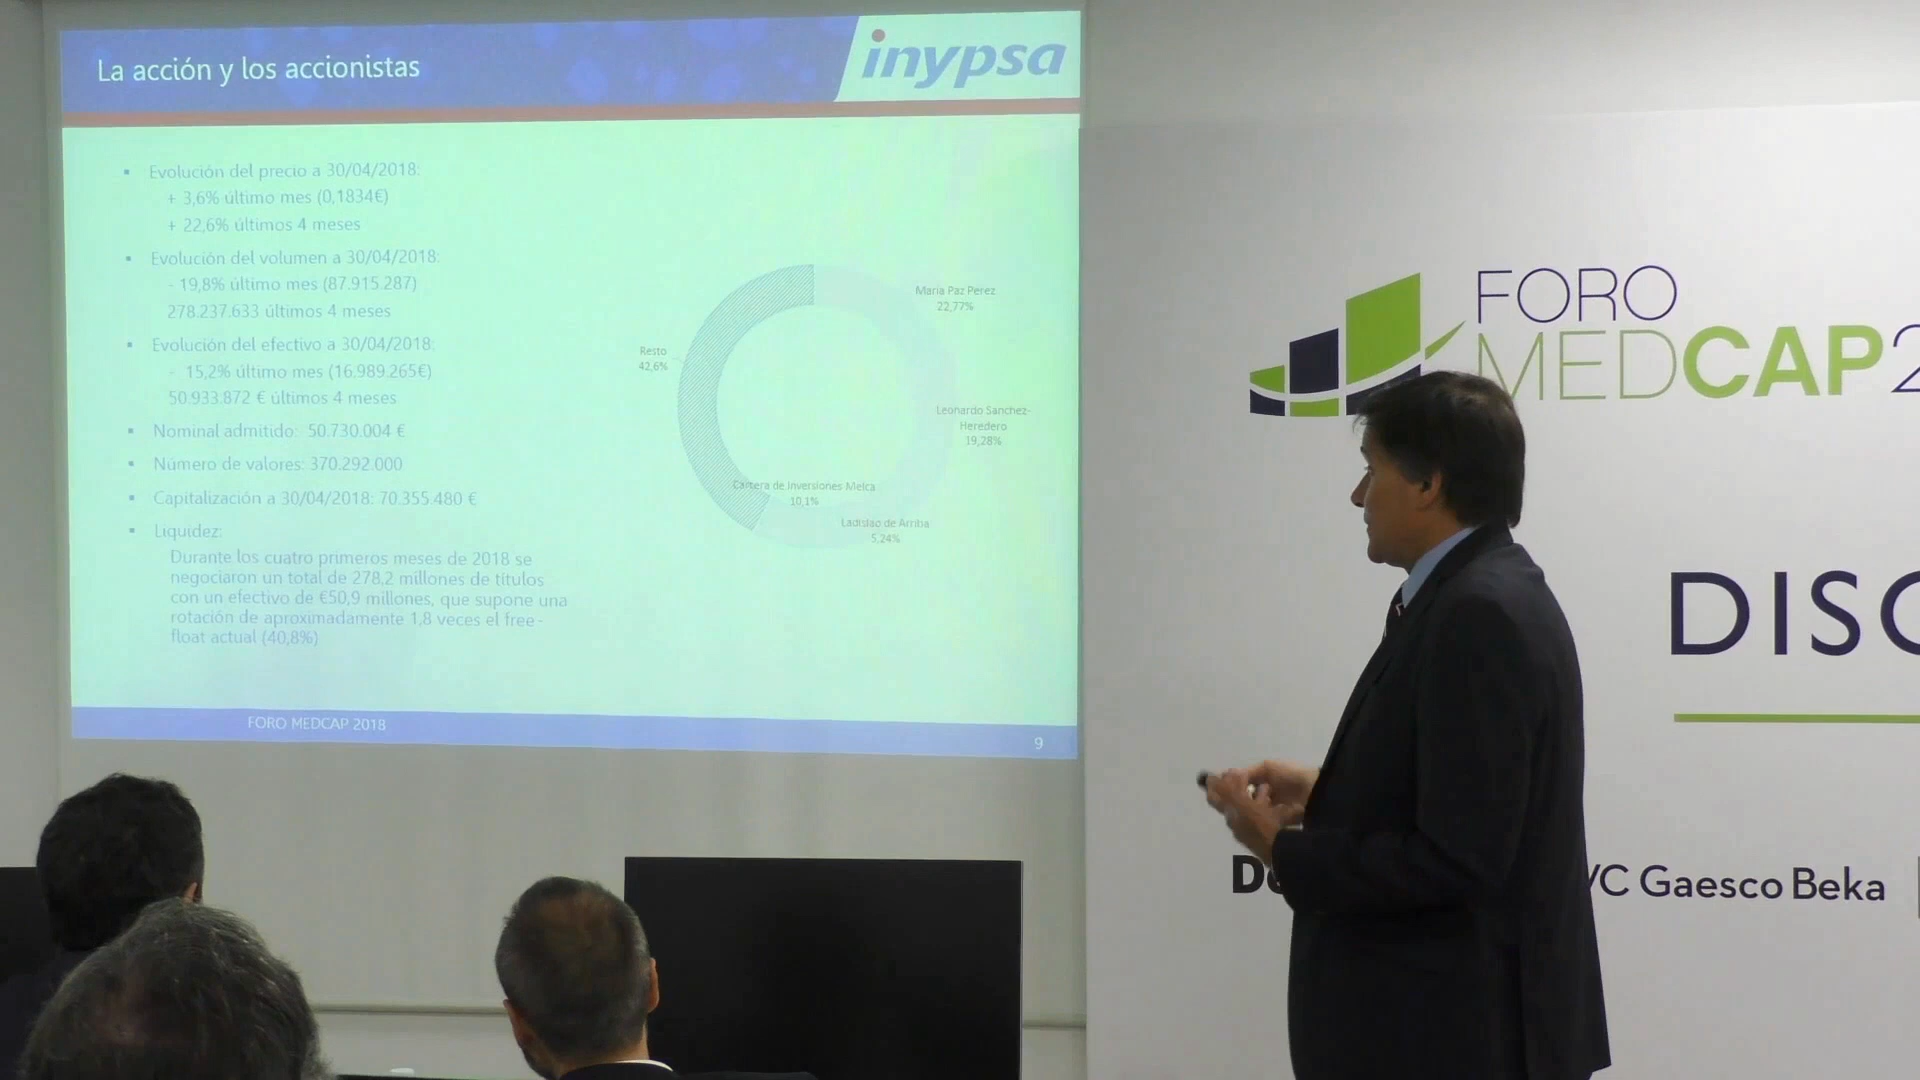 La acción y los accionistas
inypsa
▪ Evolución del precio a 30/04/2018:
+ 3,6% último mes (0,1834€)
+ 22,6% últimos 4 meses
▪ Evolución del volumen a 30/04/2018:
- 19,8% último mes (87.915.287)
278.237.633 últimos 4 meses
▪ Evolución del efectivo a 30/04/2018:
- 15,2% último mes (16.989.265€)
50.933.872 € últimos 4 meses
▪ Nominal admitido: 50.730.004 €
▪ Número de valores: 370.292.000
▪ Capitalización a 30/04/2018: 70.355.480 €
▪ Liquidez:
Durante los cuatro primeros meses de 2018 se
negociaron un total de 278,2 millones de títulos
con un efectivo de €50,9 millones, que supone una
rotación de aproximadamente 1,8 veces el free-
float actual (40,8%)
Maria Paz Perez
22,77%
Resto
42,6%
Leonardo Sanchez-
Heredero
19,28%
Cartera de Inversiones Melca
10,1%
Ladislao de Arriba
5,24%
FORO MEDCAP 2018
9
FORO
MEDCAP2
DISC
Gaesco Beka